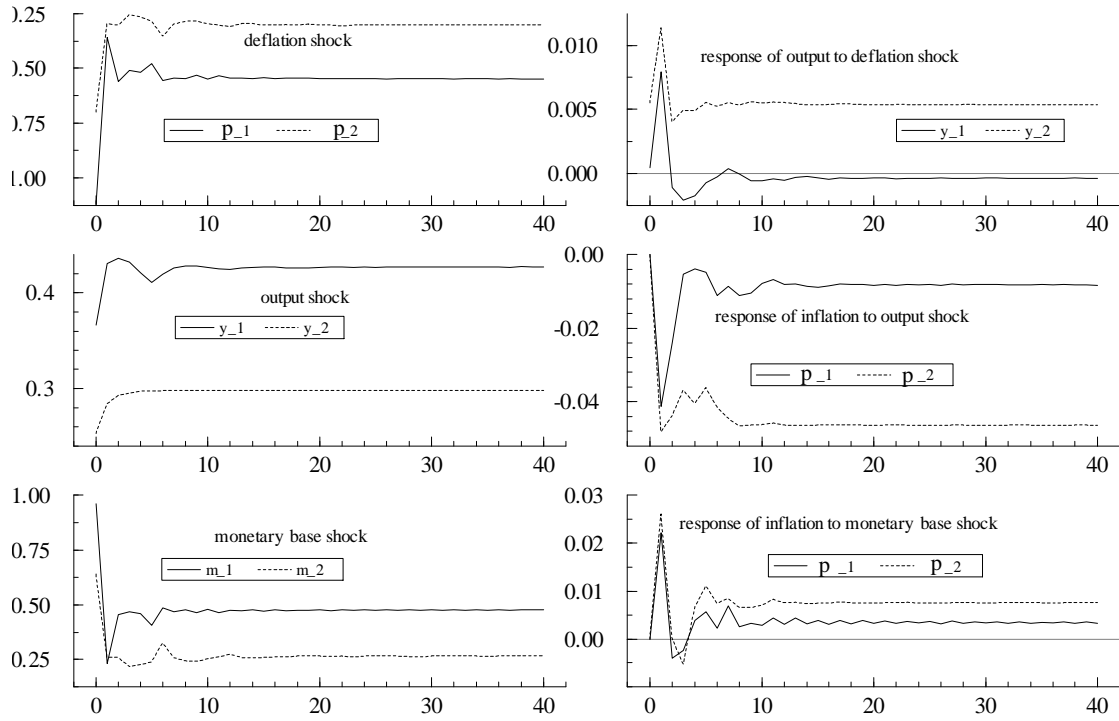 0.25
0.50
0.75
1.00
deflation shock
p_1 p_2
0 10 20 30 40
0.010
0.005
0.000
response of output to deflation shock
y_1 y_2
0 10 20 30 40
0.4
0.3
output shock
y_1 y_2
0 10 20 30 40
0.00
-0.02
-0.04
response of inflation to output shock
p_1 p_2
0 10 20 30 40
1.00
0.75
0.50
0.25
monetary base shock
m_1 m_2
0 10 20 30 40
0.03
0.02
0.01
0.00
response of inflation to monetary base shock
p_1 p_2
0 10 20 30 40